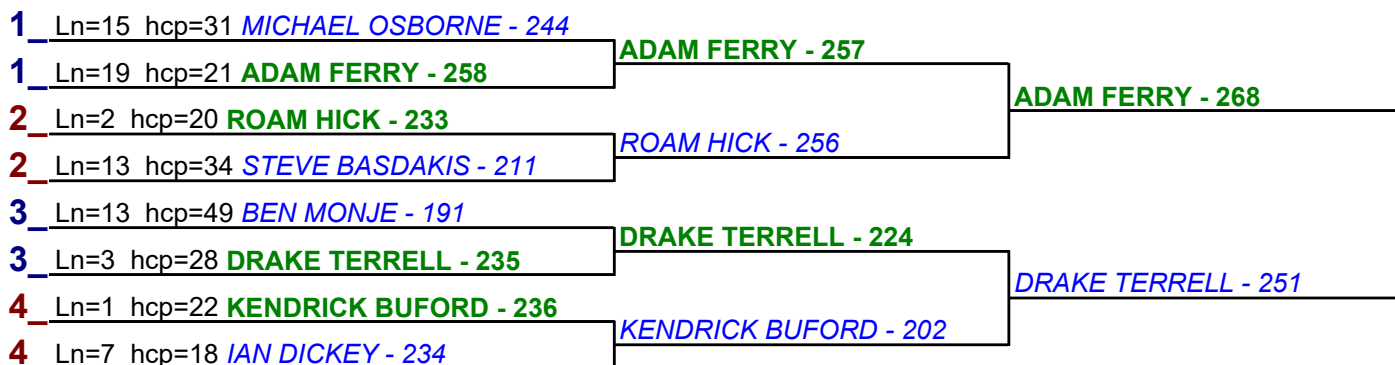 1_ Ln=15 hcp=31 MICHAEL OSBORNE - 244
1_ Ln=19 hcp=21 ADAM FERRY - 258
2_ Ln=2 hcp=20 ROAM HICK - 233
2_ Ln=13 hcp=34 STEVE BASDAKIS - 211
3_ Ln=13 hcp=49 BEN MONJE - 191
3_ Ln=3 hcp=28 DRAKE TERRELL - 235
4_ Ln=1 hcp=22 KENDRICK BUFORD - 236
4 Ln=7 hcp=18 IAN DICKEY - 234
ADAM FERRY - 257
ROAM HICK - 256
DRAKE TERRELL - 224
KENDRICK BUFORD - 202
ADAM FERRY - 268
DRAKE TERRELL - 251